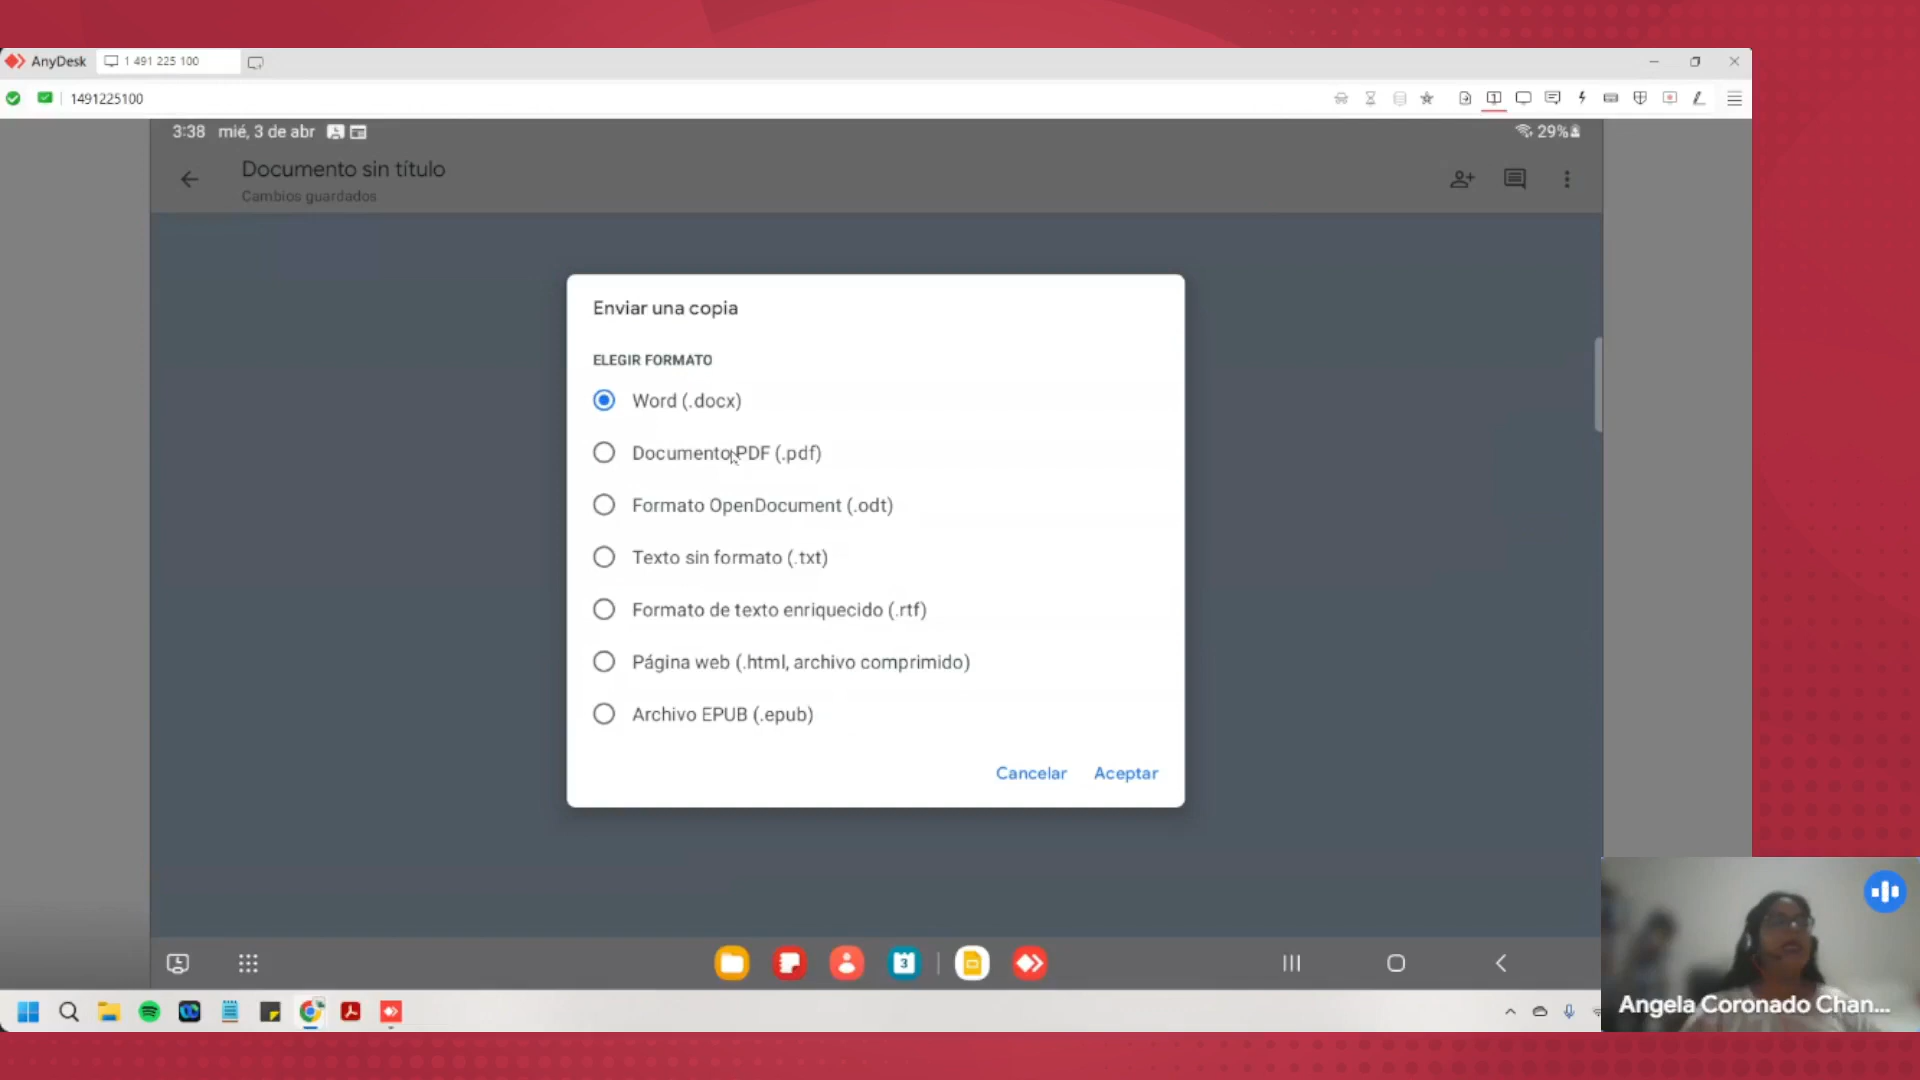 AnyDesk
1 491 225 100
1491225100
3:38 mié, 3 de abr
29%
Documento sin título
Cambios guardados
Enviar una copia
ELEGIR FORMATO
Word (.docx)
Documento PDF (.pdf)
Formato OpenDocument (.odt)
Texto sin formato (.txt)
Formato de texto enriquecido (.rtf)
Página web (.html, archivo comprimido)
Archivo EPUB (.epub)
Cancelar
Aceptar
3
Angela Coronado Chan...